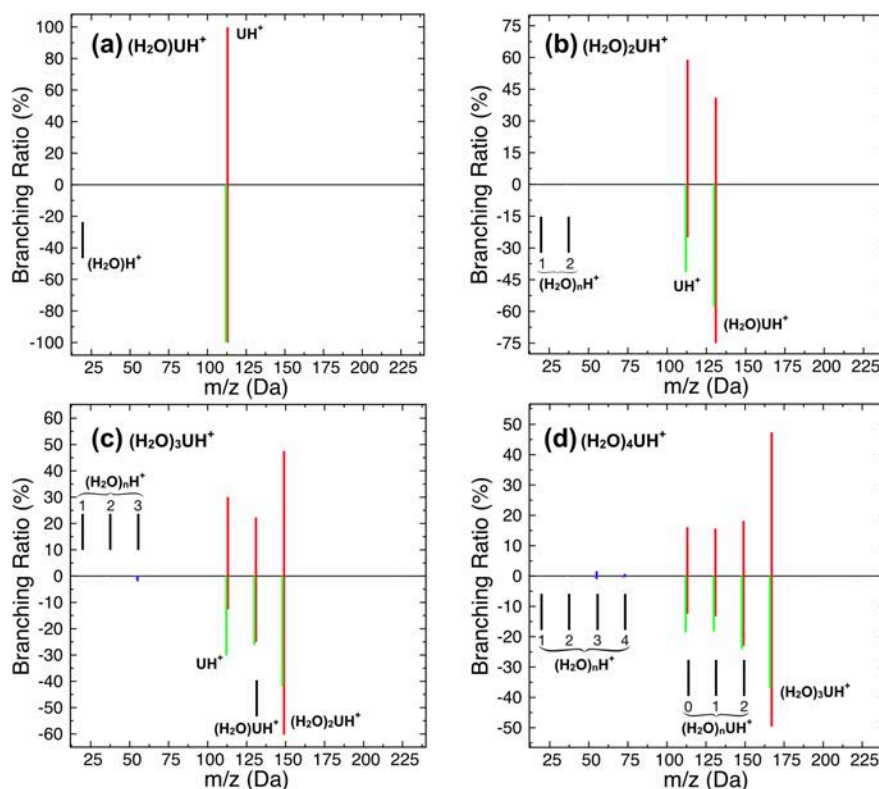 (a) (H₂O)UH⁺
UH⁺
Branching Ratio (%)
100
80
60
40
20
0
-20
-40
-60
-80
-100
(H₂O)H⁺
25 50 75 100 125 150 175 200 225
m/z (Da)
(b) (H₂O)₂UH⁺
Branching Ratio (%)
75
60
45
30
15
0
-15
-30
-45
-60
-75
1 2
(H₂O)ₙH⁺
UH⁺
(H₂O)UH⁺
25 50 75 100 125 150 175 200 225
m/z (Da)
(c) (H₂O)₃UH⁺
Branching Ratio (%)
60
50
40
30
20
10
0
-10
-20
-30
-40
-50
-60
(H₂O)ₙH⁺
1 2 3
UH⁺
(H₂O)UH⁺
(H₂O)₂UH⁺
25 50 75 100 125 150 175 200 225
m/z (Da)
(d) (H₂O)₄UH⁺
Branching Ratio (%)
50
40
30
20
10
0
-10
-20
-30
-40
-50
1 2 3 4
(H₂O)ₙH⁺
(H₂O)₃UH⁺
0 1 2
(H₂O)ₙUH⁺
25 50 75 100 125 150 175 200 225
m/z (Da)